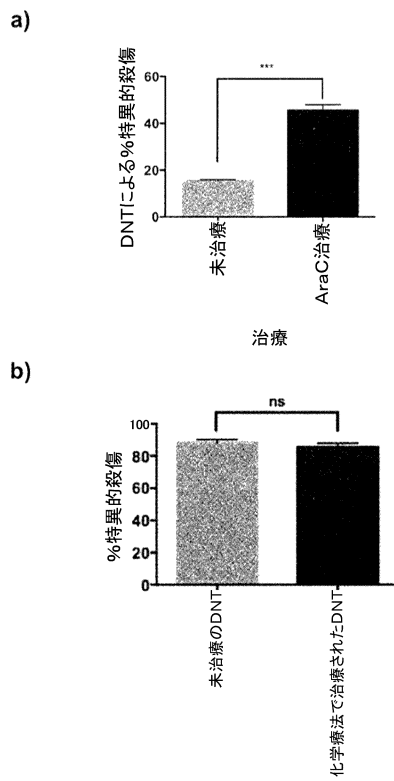 a)
DNTによる%特異的殺傷
60
40
20
0
***
未治療
AraC治療
治療
b)
%特異的殺傷
100
80
60
40
20
0
ns
未治療のDNT
化学療法で治療されたDNT